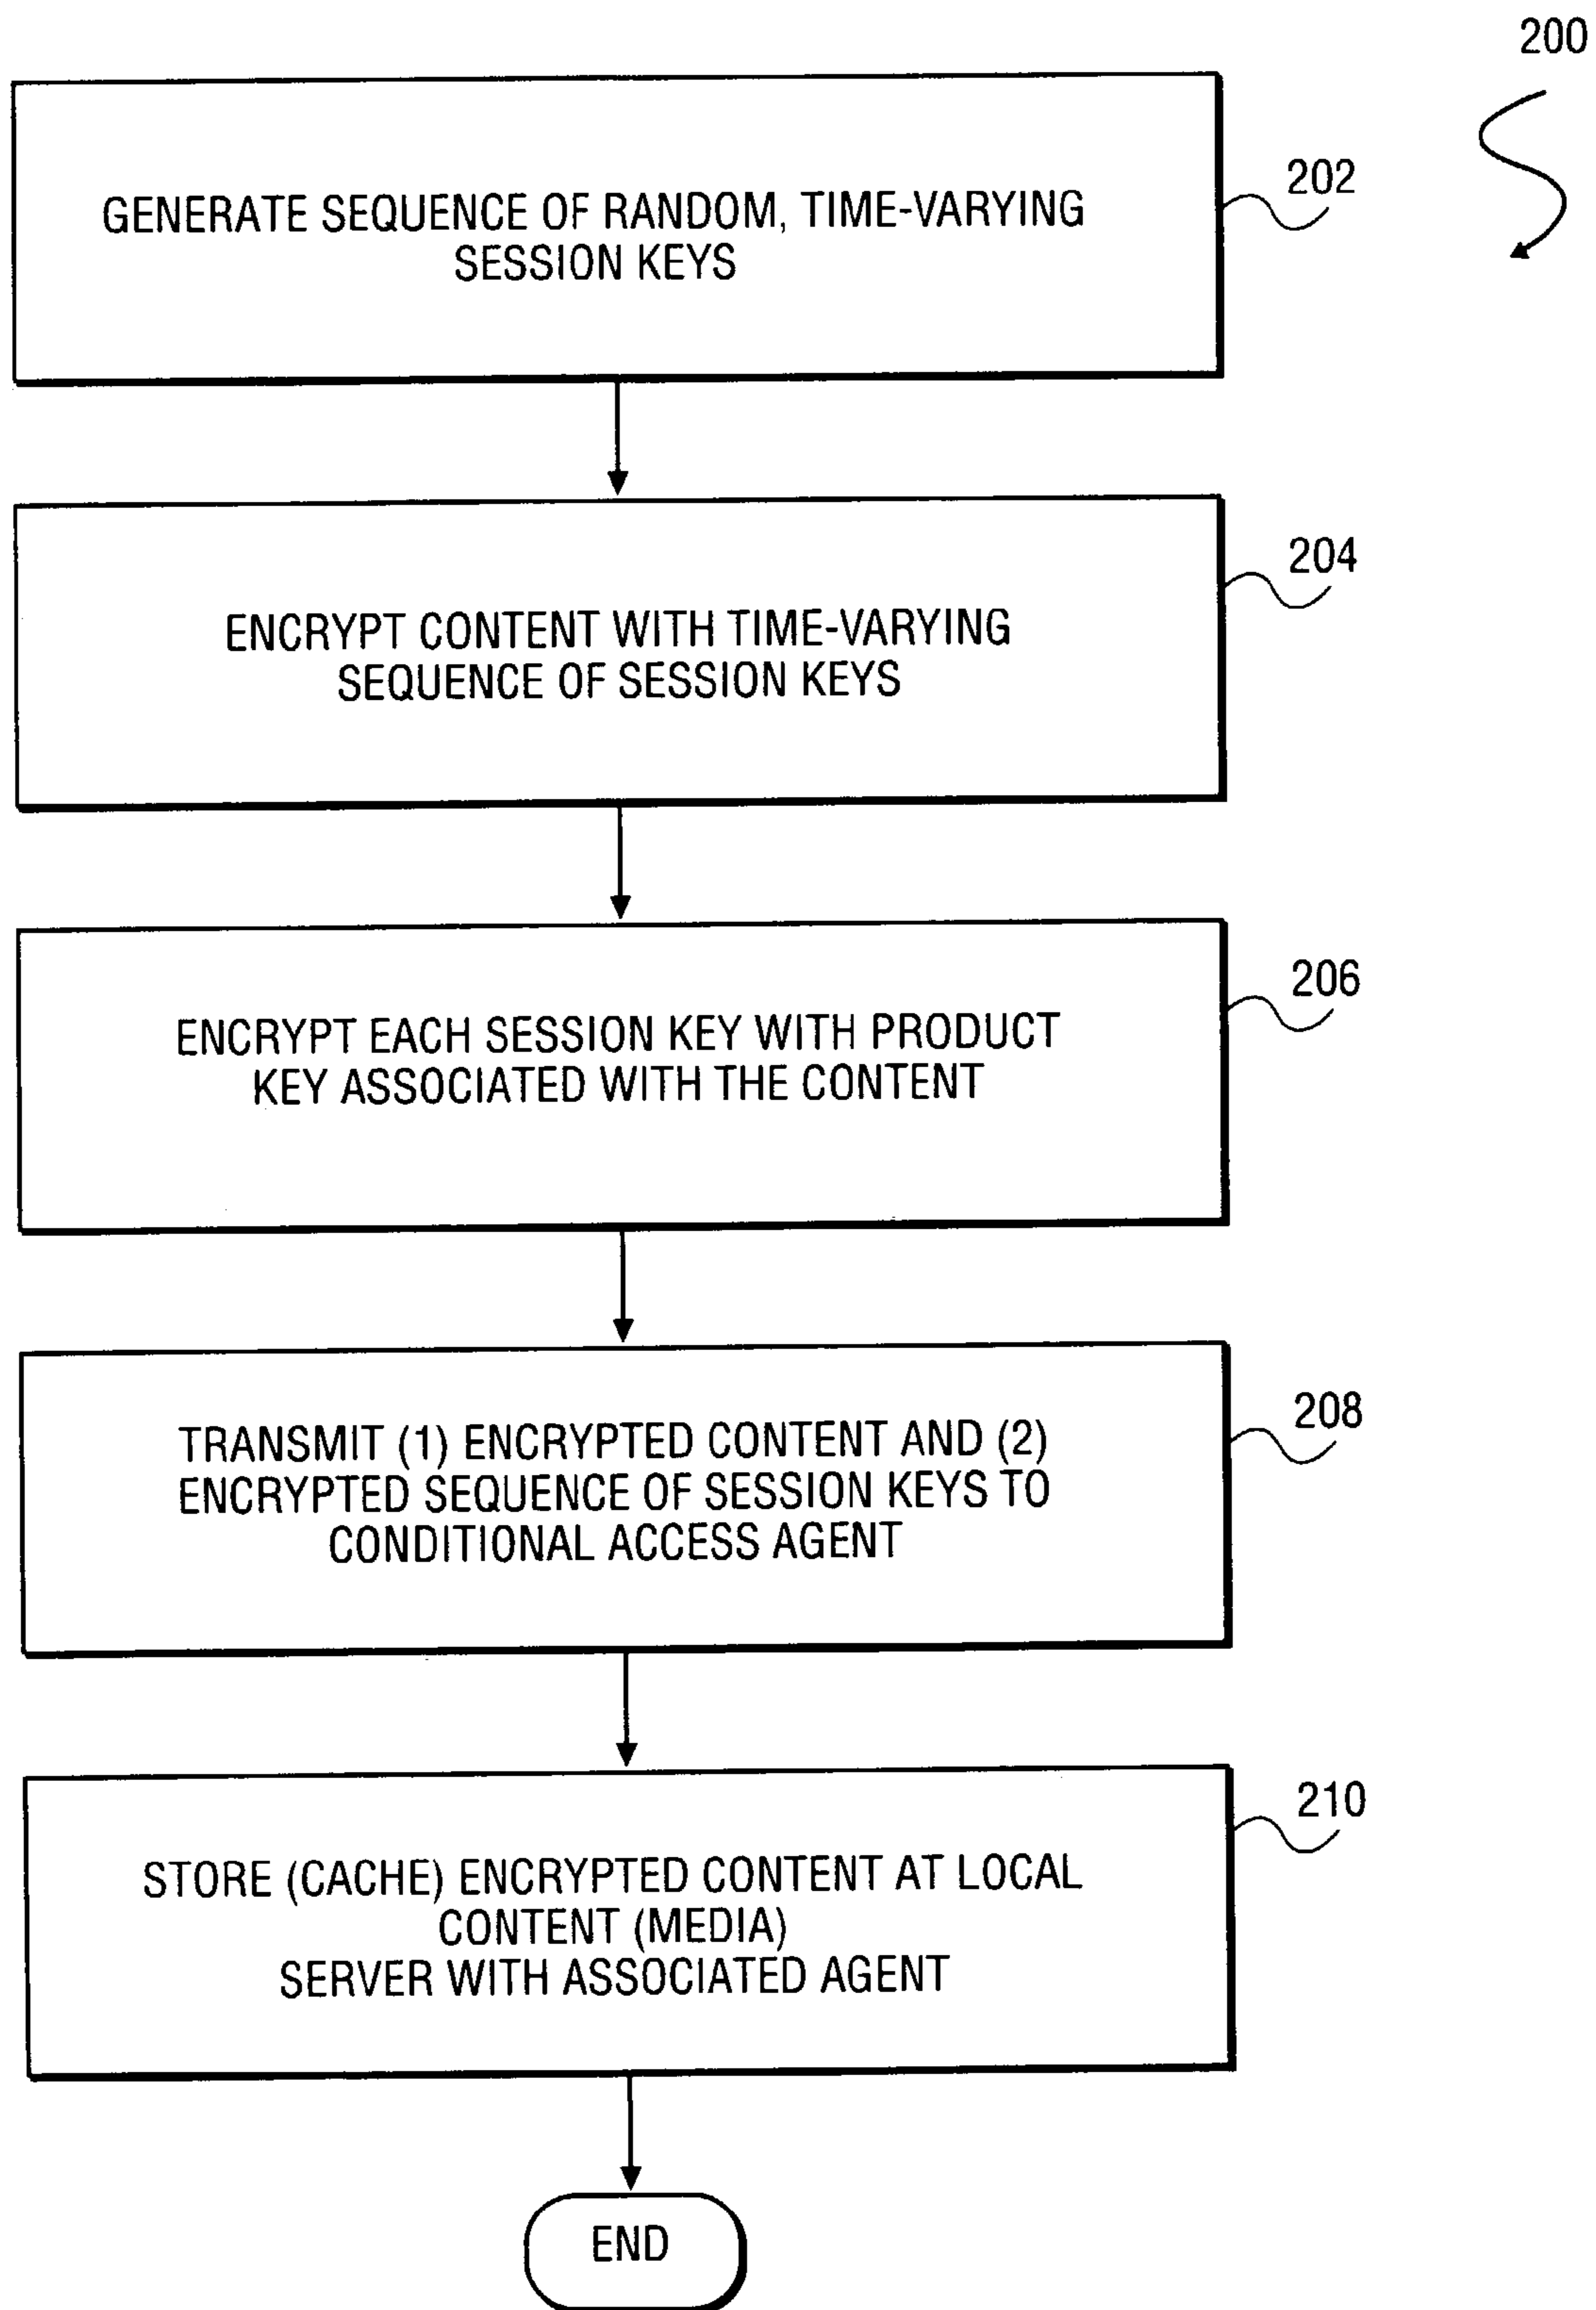 200
GENERATE SEQUENCE OF RANDOM, TIME-VARYING
SESSION KEYS
202
ENCRYPT CONTENT WITH TIME-VARYING
SEQUENCE OF SESSION KEYS
204
ENCRYPT EACH SESSION KEY WITH PRODUCT
KEY ASSOCIATED WITH THE CONTENT
206
TRANSMIT (1) ENCRYPTED CONTENT AND (2)
ENCRYPTED SEQUENCE OF SESSION KEYS TO
CONDITIONAL ACCESS AGENT
208
STORE (CACHE) ENCRYPTED CONTENT AT LOCAL
CONTENT (MEDIA)
SERVER WITH ASSOCIATED AGENT
210
END